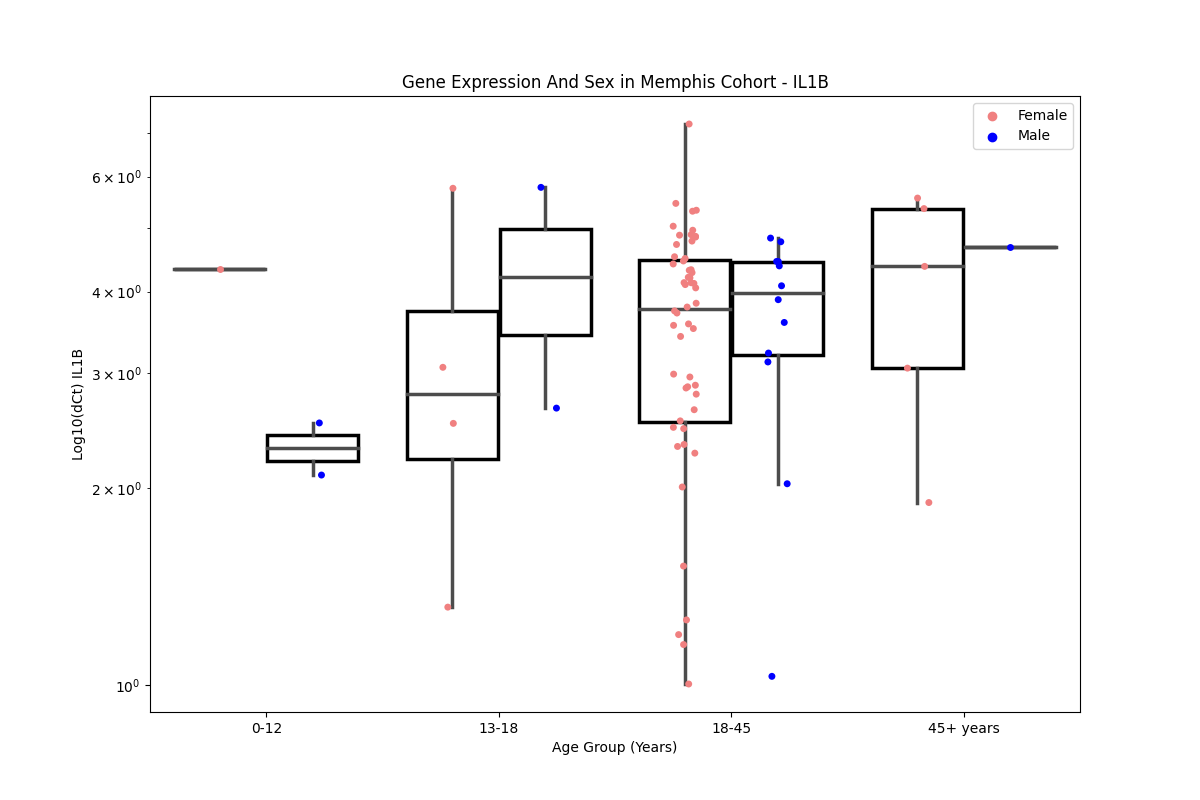 Gene Expression And Sex in Memphis Cohort - IL1B
Female
Male
6 × 10⁰
4 × 10⁰
3 × 10⁰
2 × 10⁰
10⁰
Log10(dCt) IL1B
0-12
13-18
18-45
45+ years
Age Group (Years)